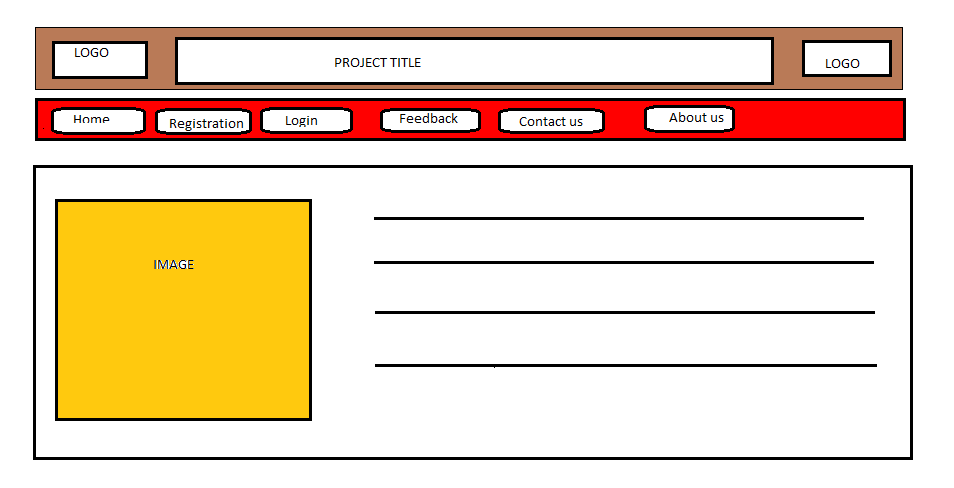 LOGO
PROJECT TITLE
LOGO
Home
Registration
Login
Feedback
Contact us
About us
IMAGE